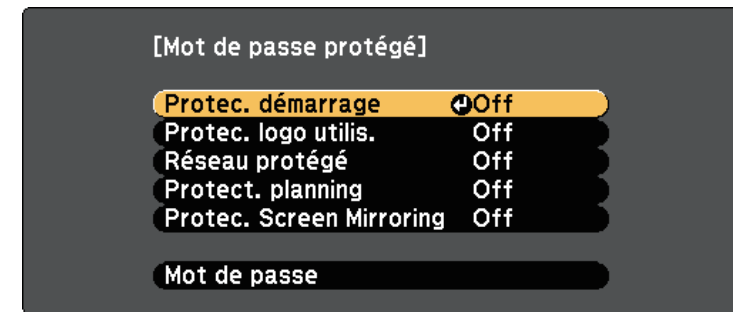 [Mot de passe protégé]
Protec. démarrage Off
Protec. logo utilis. Off
Réseau protégé Off
Protect. planning Off
Protec. Screen Mirroring Off
Mot de passe